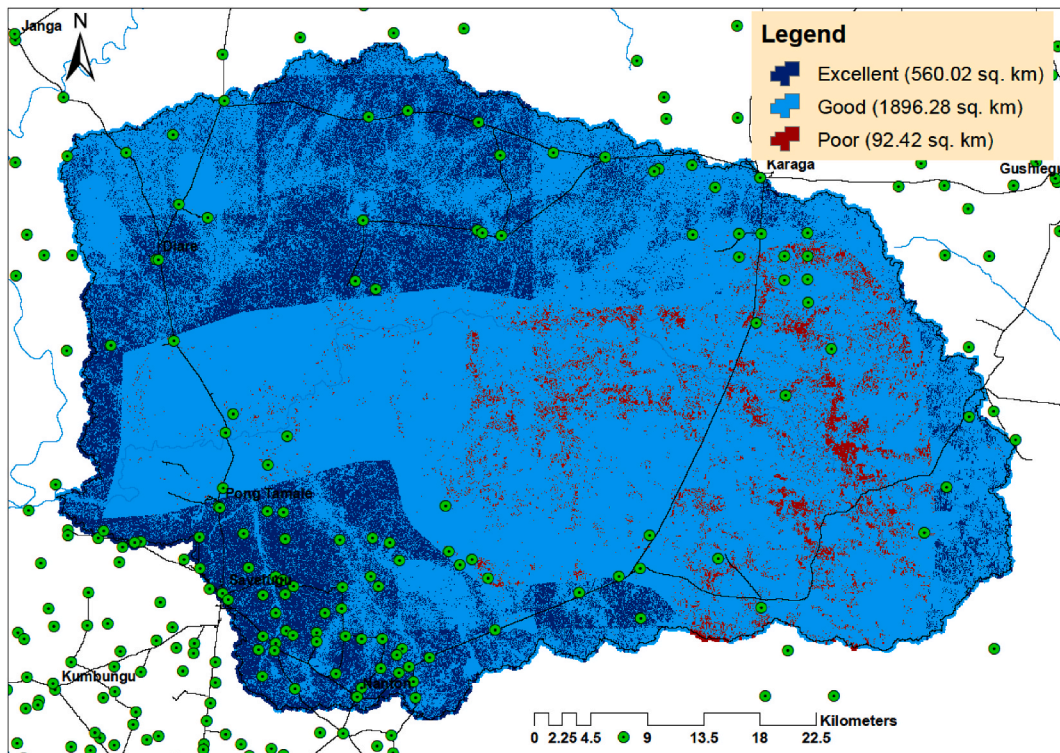 Janga
N
Legend
Excellent (560.02 sq. km)
Good (1896.28 sq. km)
Poor (92.42 sq. km)
Karaga
Gushiegu
Diare
Pong Tamale
Savelugu
Kumbungu
Nanton
Kilometers
0 2.25 4.5 9 13.5 18 22.5